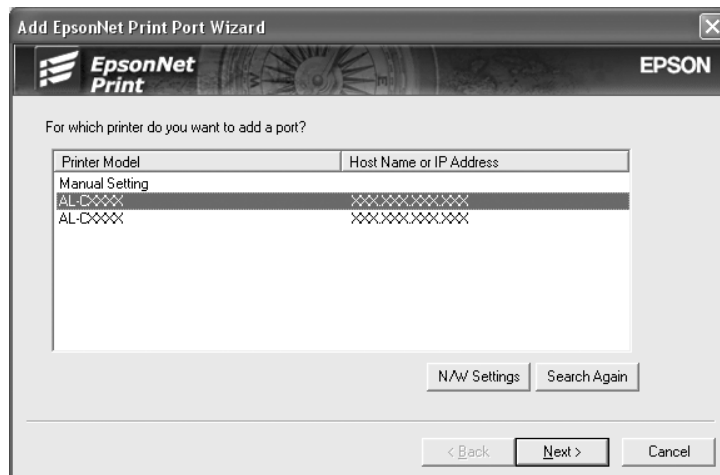 Add EpsonNet Print Port Wizard
EpsonNet
Print
EPSON
For which printer do you want to add a port?
Printer Model Host Name or IP Address
Manual Setting
AL-CXXXX XXX.XXX.XXX.XXX
AL-CXXXX XXX.XXX.XXX.XXX
N/W Settings Search Again
< Back Next > Cancel